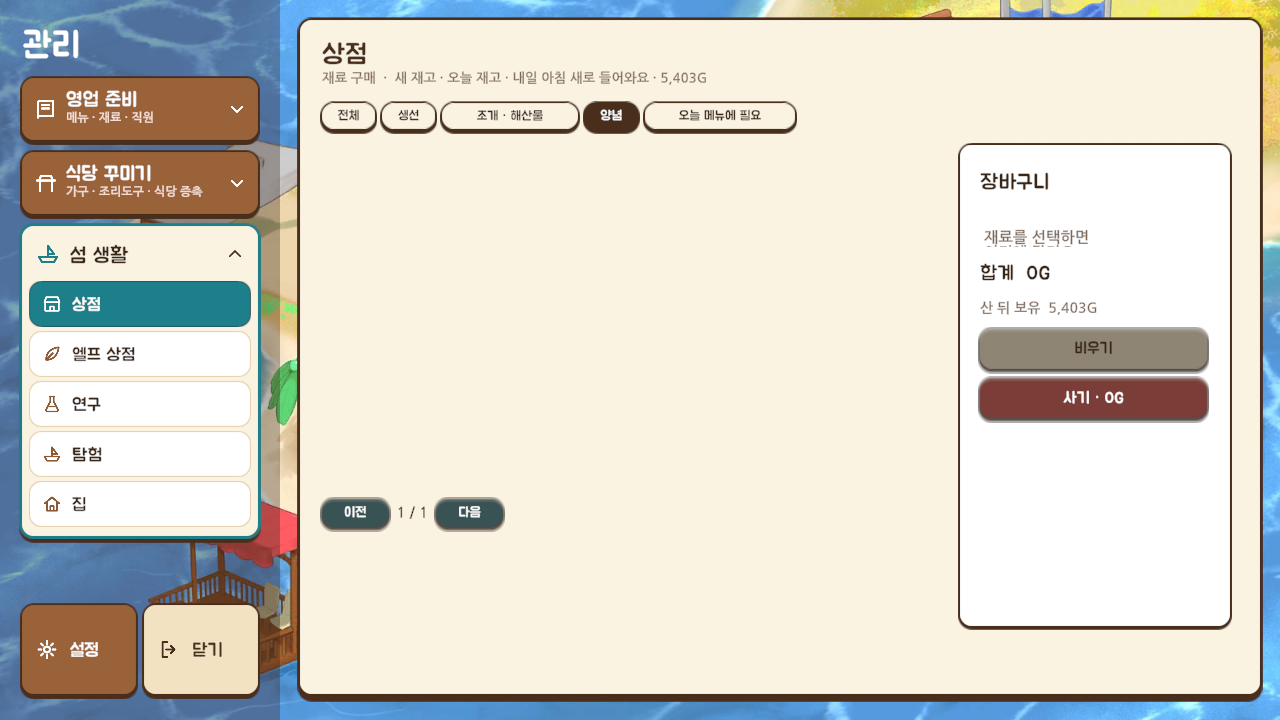 관리
영업 준비
메뉴 · 재료 · 직원
식당 꾸미기
가구 · 조리도구 · 식당 증축
섬 생활
상점
엘프 상점
연구
탐험
집
설정
닫기
상점
재료 구매 · 새 재고 · 오늘 재고 · 내일 아침 새로 들어와요 · 5,403G
전체
생선
조개 · 해산물
양념
오늘 메뉴에 필요
이전
1 / 1
다음
장바구니
재료를 선택하면
합계 0G
산 뒤 보유 5,403G
비우기
사기 · 0G